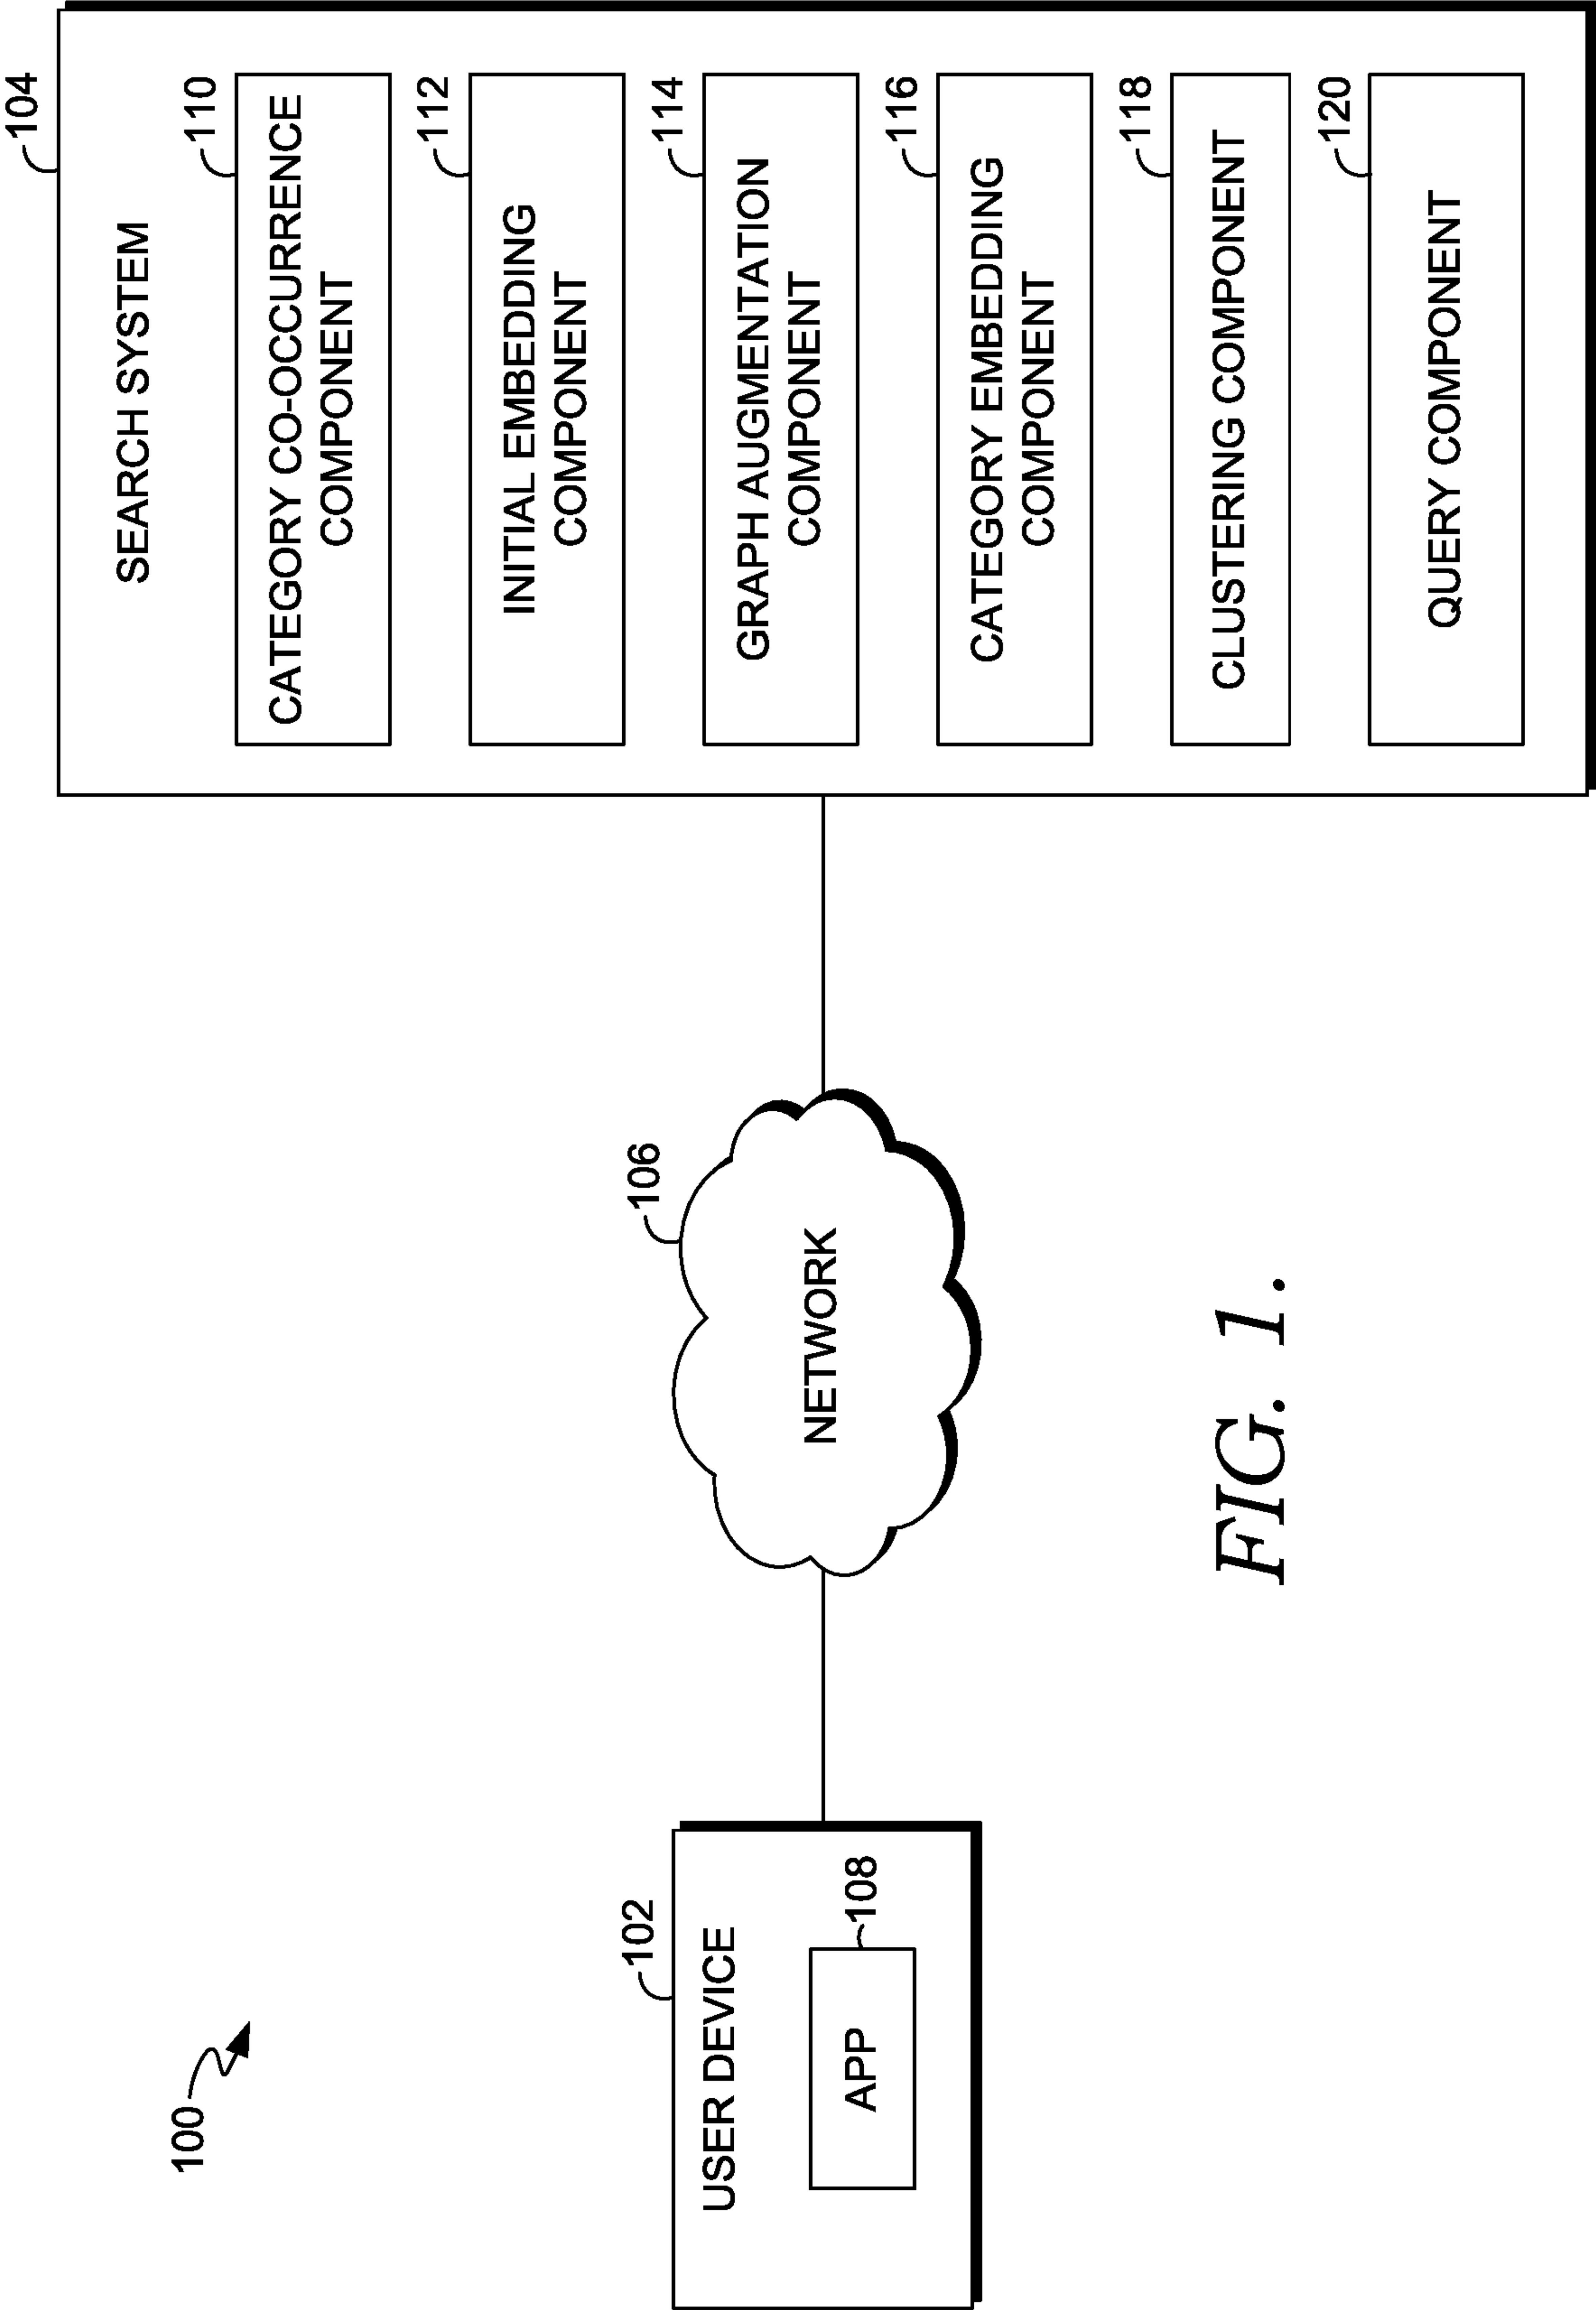 100
102
USER DEVICE
APP
108
106
NETWORK
104
SEARCH SYSTEM
110
CATEGORY CO-OCCURRENCE
COMPONENT
112
INITIAL EMBEDDING
COMPONENT
114
GRAPH AUGMENTATION
COMPONENT
116
CATEGORY EMBEDDING
COMPONENT
118
CLUSTERING COMPONENT
120
QUERY COMPONENT
FIG. 1.